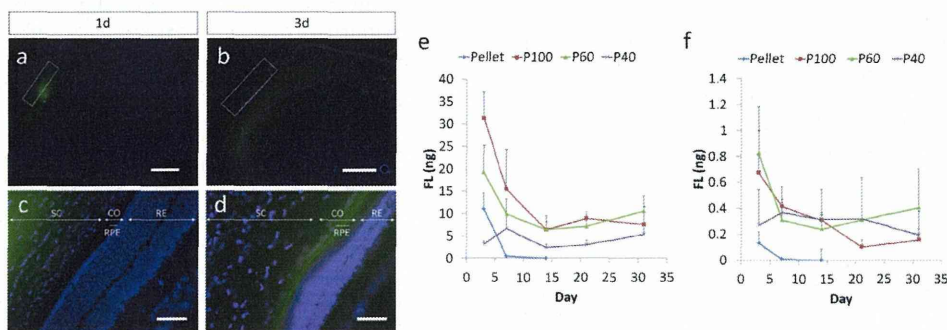 1d
3d
a
b
c
SC
CO
RE
RPE
d
SC
CO
RE
RPE
e
Pellet P100 P60 P40
FL (ng)
40
35
30
25
20
15
10
5
0
0 5 10 15 20 25 30 35
Day
f
Pellet P100 P60 P40
FL (ng)
1.4
1.2
1
0.8
0.6
0.4
0.2
0
0 5 10 15 20 25 30 35
Day